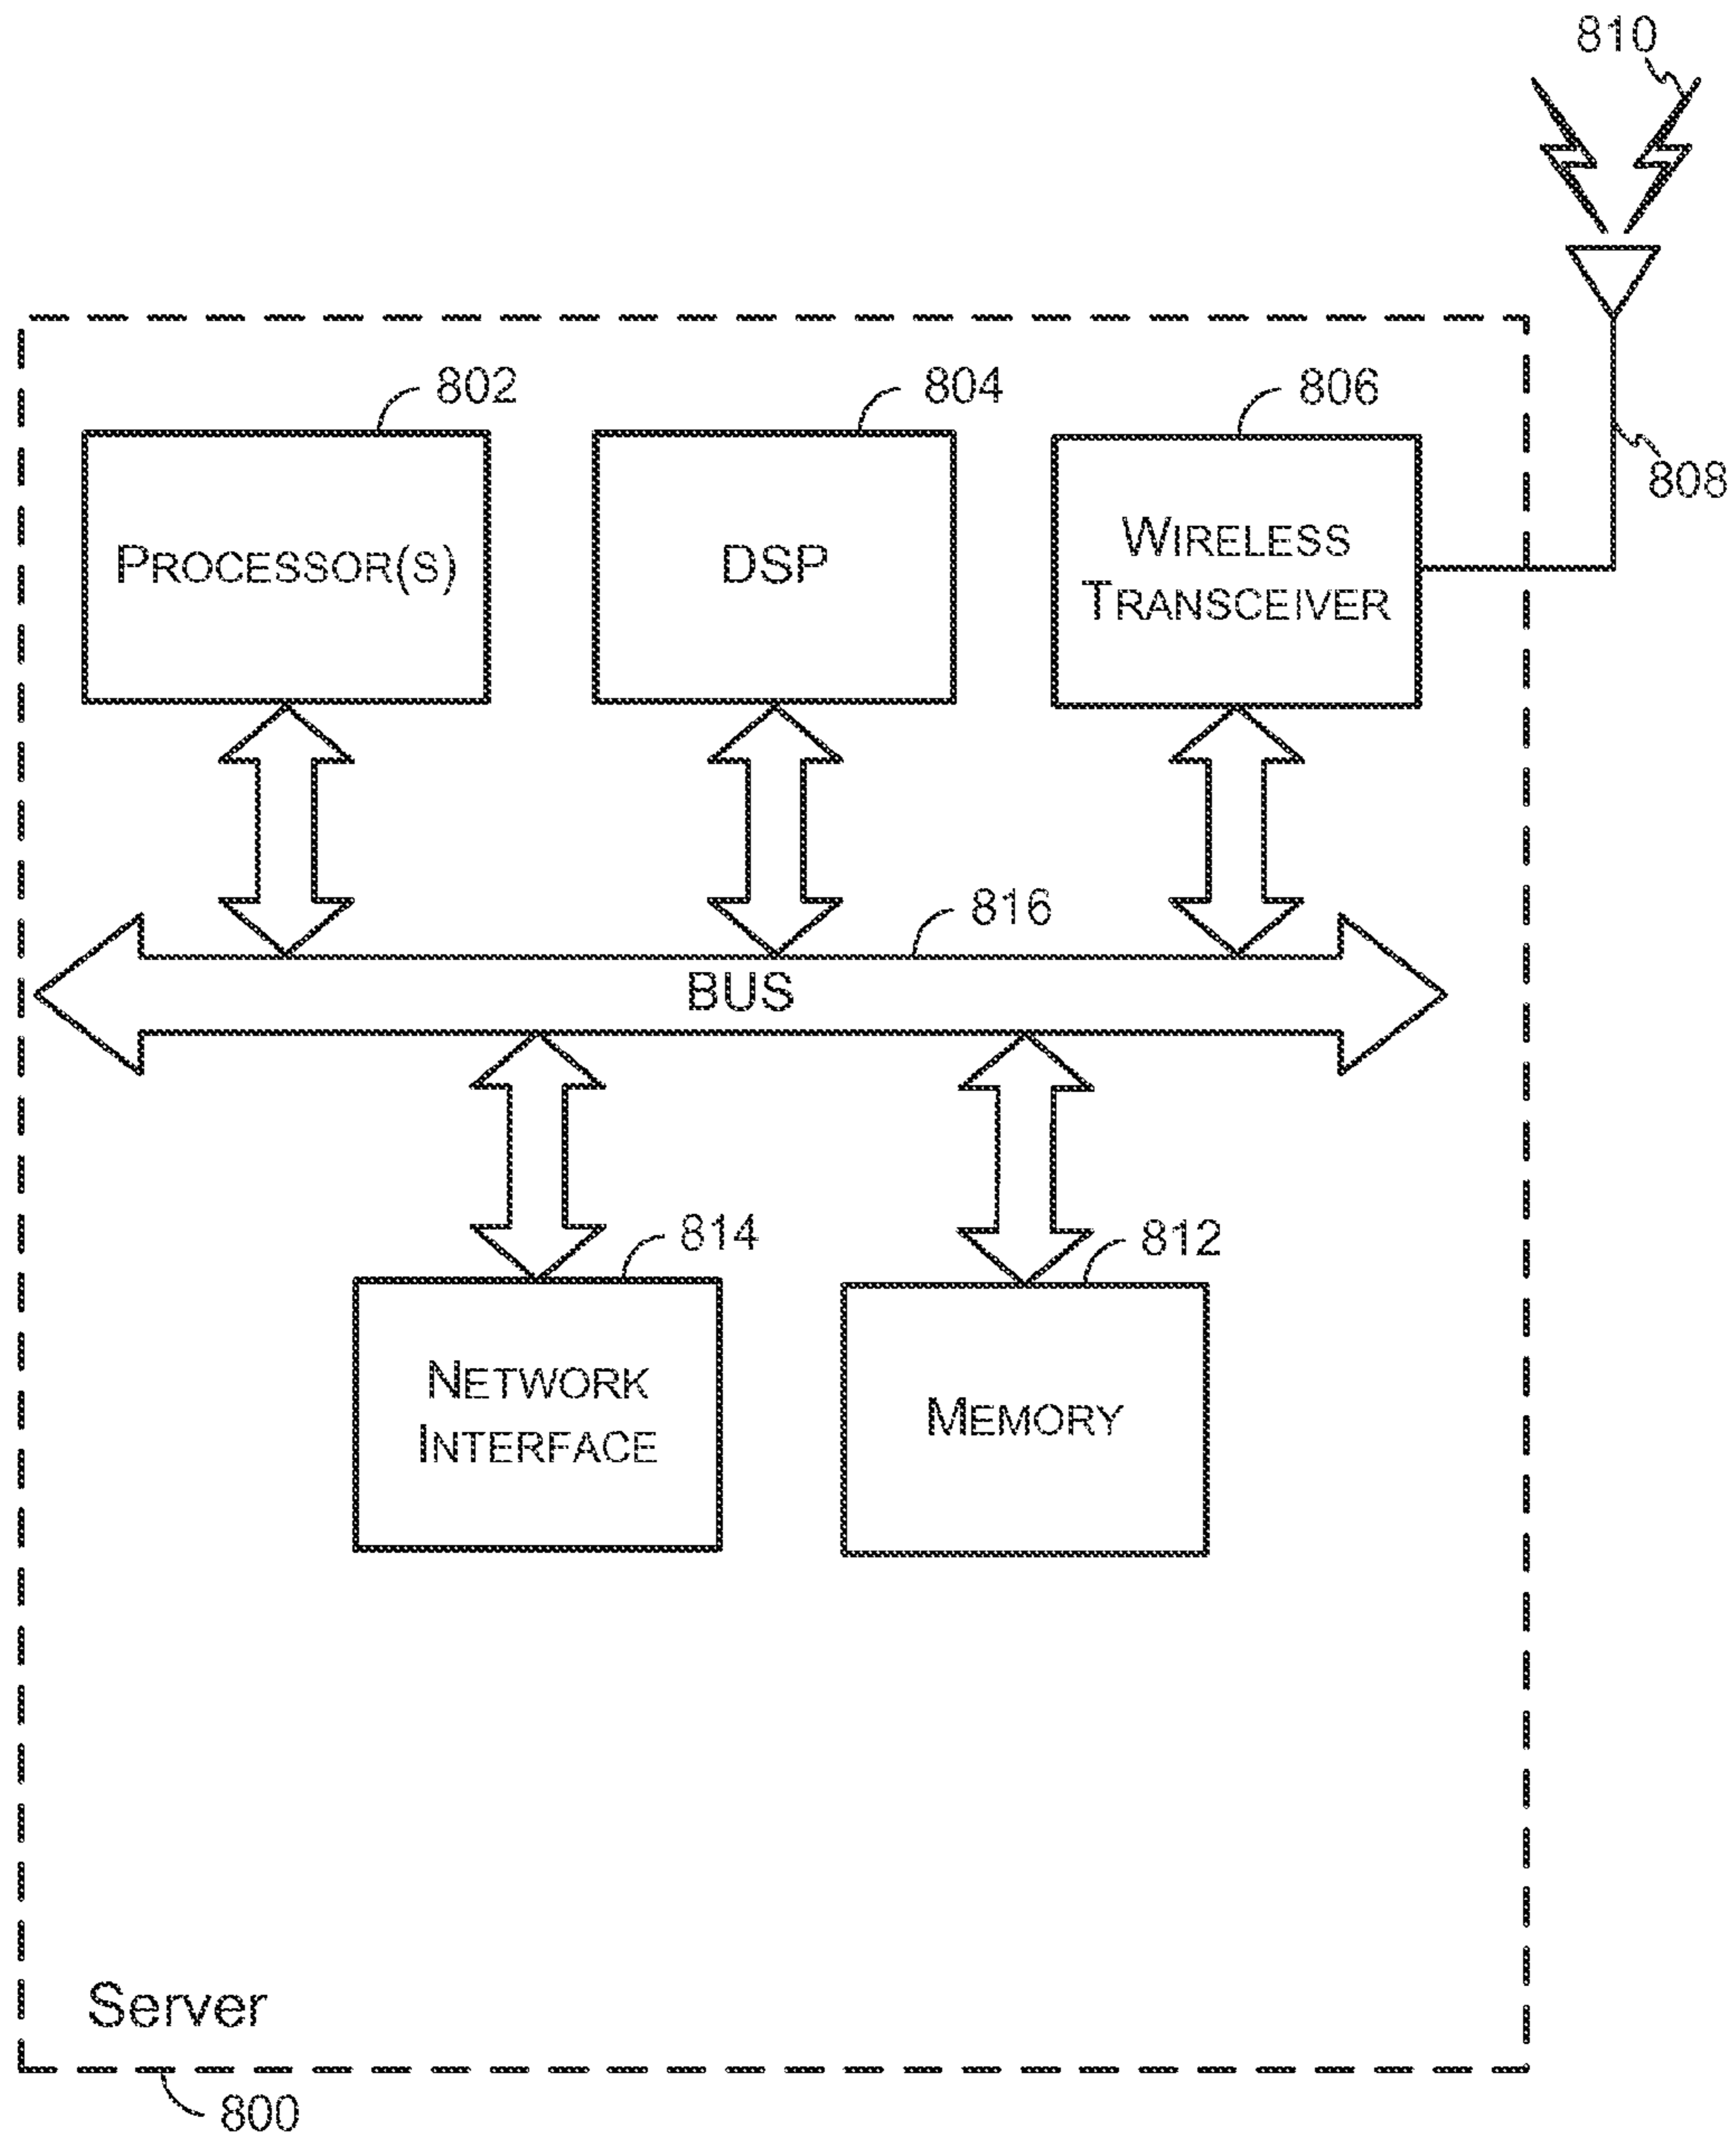 810
802
804
806
808
PROCESSOR(S)
DSP
WIRELESS
TRANSCEIVER
816
BUS
814
812
NETWORK
INTERFACE
MEMORY
Server
800